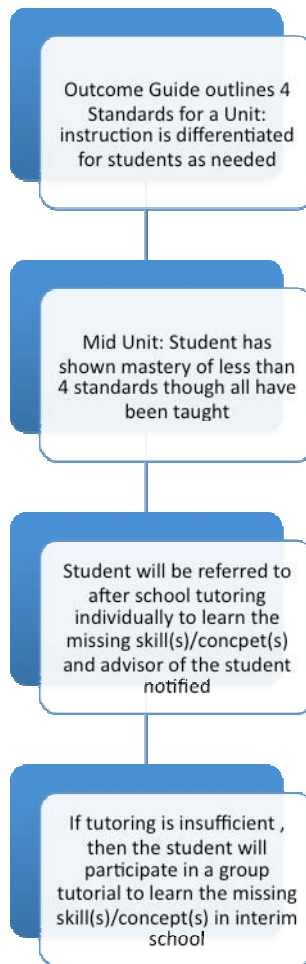 Outcome Guide outlines 4
Standards for a Unit:
instruction is differentiated
for students as needed
Mid Unit: Student has
shown mastery of less than
4 standards though all have
been taught
Student will be referred to
after school tutoring
individually to learn the
missing skill(s)/concpet(s)
and advisor of the student
notified
If tutoring is insufficient ,
then the student will
participate in a group
tutorial to learn the missing
skill(s)/concept(s) in interim
school